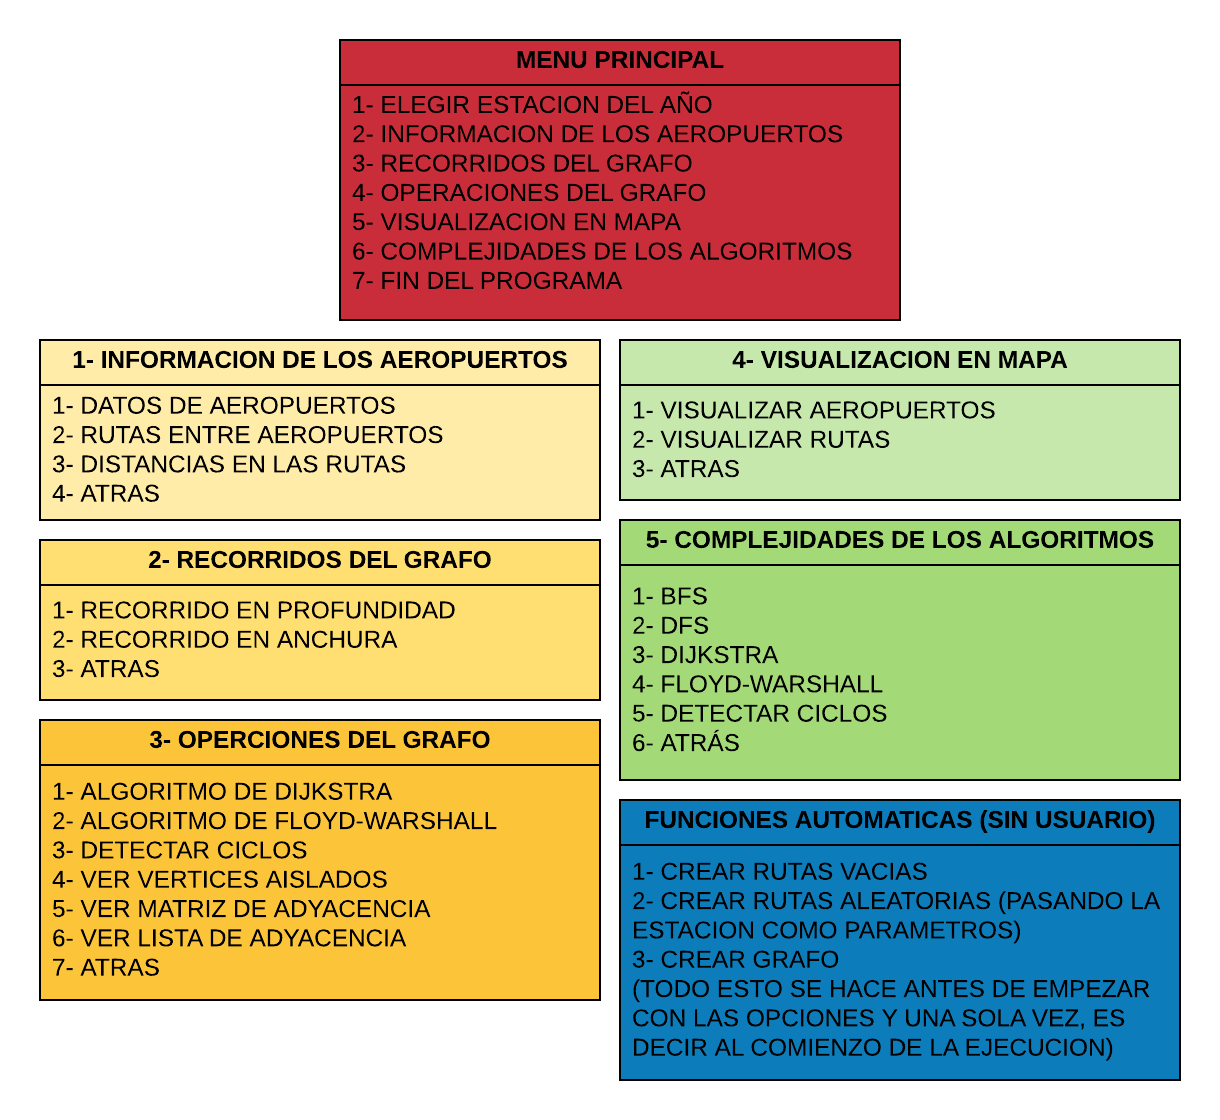 MENU PRINCIPAL
1- ELEGIR ESTACION DEL AÑO
2- INFORMACION DE LOS AEROPUERTOS
3- RECORRIDOS DEL GRAFO
4- OPERACIONES DEL GRAFO
5- VISUALIZACION EN MAPA
6- COMPLEJIDADES DE LOS ALGORITMOS
7- FIN DEL PROGRAMA
1- INFORMACION DE LOS AEROPUERTOS
1- DATOS DE AEROPUERTOS
2- RUTAS ENTRE AEROPUERTOS
3- DISTANCIAS EN LAS RUTAS
4- ATRAS
2- RECORRIDOS DEL GRAFO
1- RECORRIDO EN PROFUNDIDAD
2- RECORRIDO EN ANCHURA
3- ATRAS
3- OPERCIONES DEL GRAFO
1- ALGORITMO DE DIJKSTRA
2- ALGORITMO DE FLOYD-WARSHALL
3- DETECTAR CICLOS
4- VER VERTICES AISLADOS
5- VER MATRIZ DE ADYACENCIA
6- VER LISTA DE ADYACENCIA
7- ATRAS
4- VISUALIZACION EN MAPA
1- VISUALIZAR AEROPUERTOS
2- VISUALIZAR RUTAS
3- ATRAS
5- COMPLEJIDADES DE LOS ALGORITMOS
1- BFS
2- DFS
3- DIJKSTRA
4- FLOYD-WARSHALL
5- DETECTAR CICLOS
6- ATRÁS
FUNCIONES AUTOMATICAS (SIN USUARIO)
1- CREAR RUTAS VACIAS
2- CREAR RUTAS ALEATORIAS (PASANDO LA
ESTACION COMO PARAMETROS)
3- CREAR GRAFO
(TODO ESTO SE HACE ANTES DE EMPEZAR
CON LAS OPCIONES Y UNA SOLA VEZ, ES
DECIR AL COMIENZO DE LA EJECUCION)